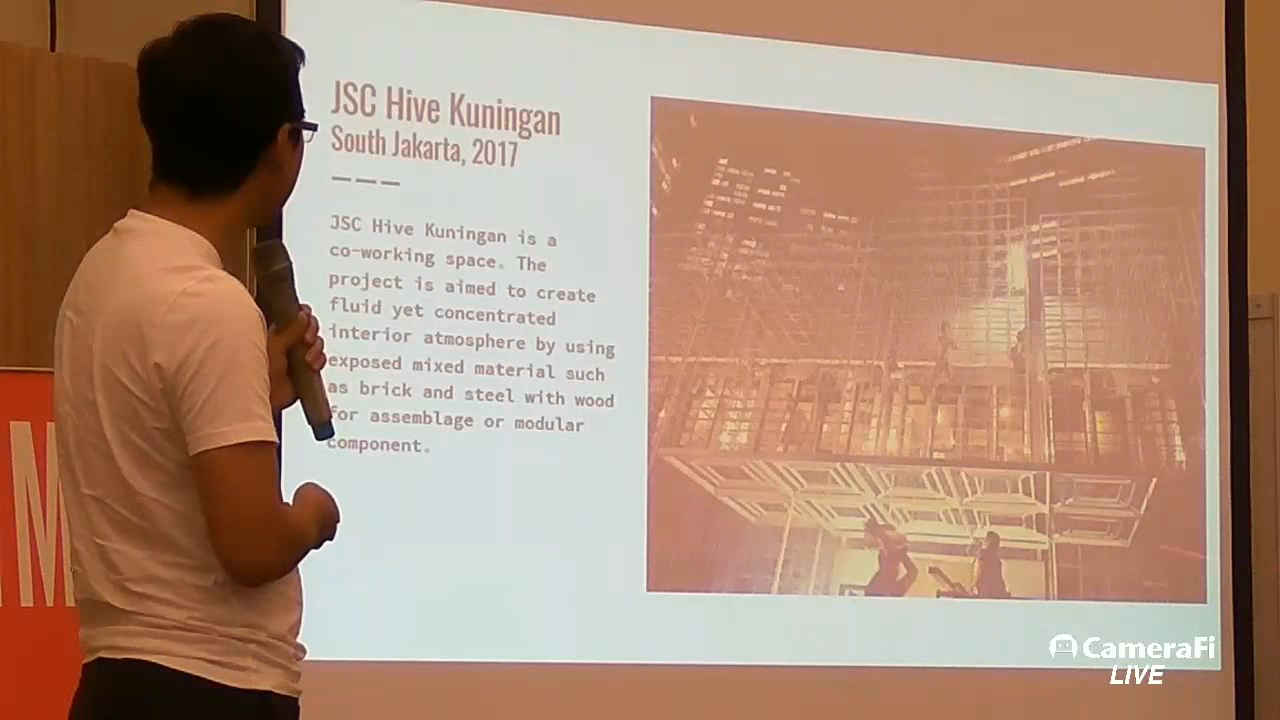 JSC Hive Kuningan
South Jakarta, 2017
JSC Hive Kuningan is a
co-working space. The
project is aimed to create
fluid yet concentrated
interior atmosphere by using
exposed mixed material such
as brick and steel with wood
for assemblage or modular
component.
AM
CameraFi
LIVE